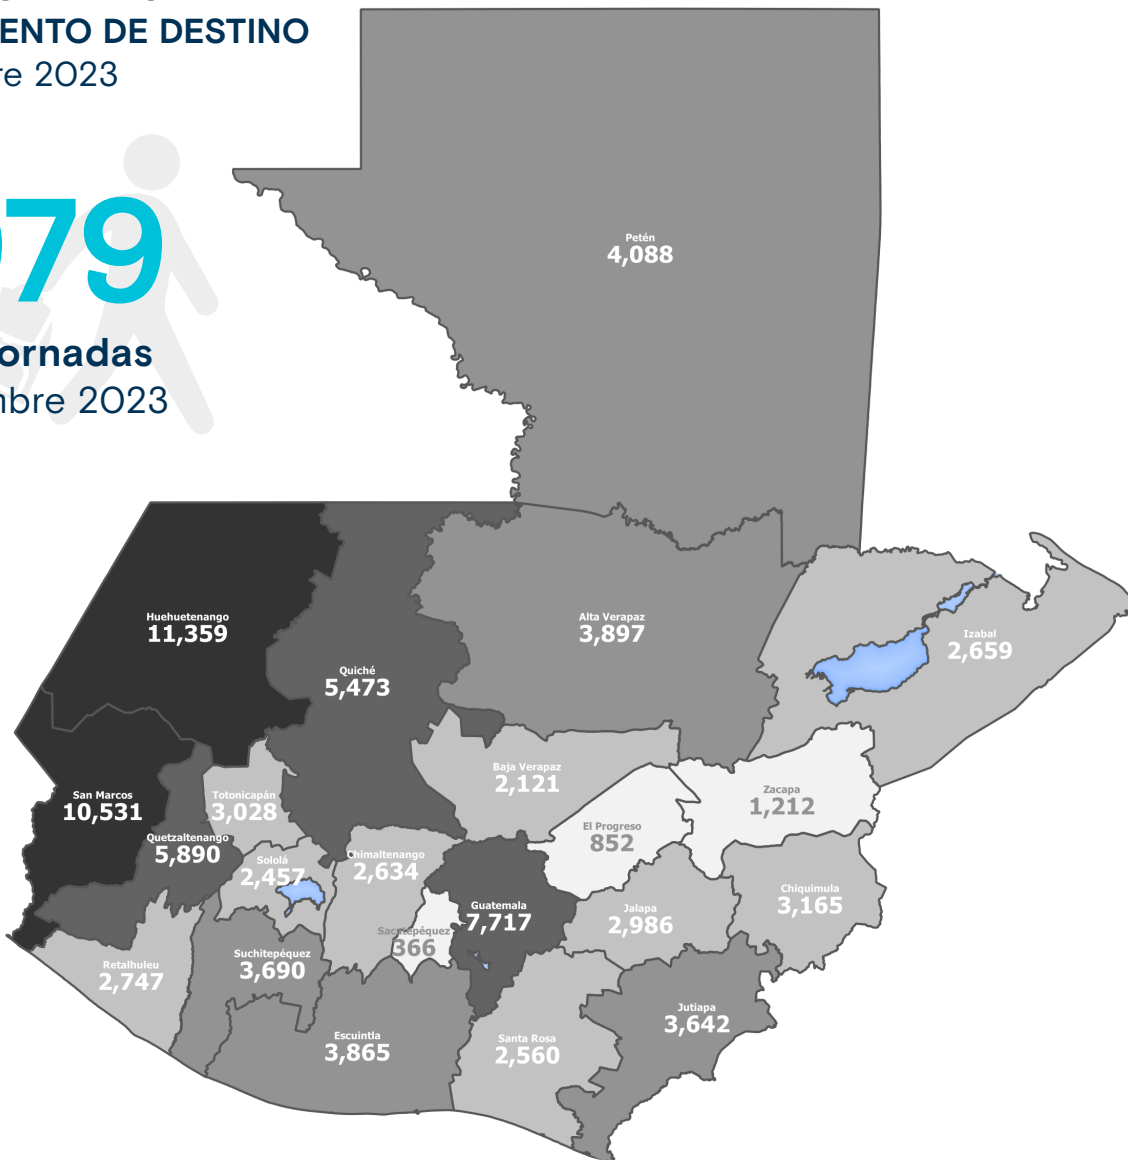 ENTO DE DESTINO
re 2023
79
ornadas
mbre 2023
Petén
4,088
Huehuetenango
11,359
Alta Verapaz
3,897
Izabal
2,659
Quiché
5,473
Baja Verapaz
2,121
San Marcos
10,531
Totonicapán
3,028
Zacapa
1,212
El Progreso
852
Quetzaltenango
5,890
Sololá
2,457
Chimaltenango
2,634
Chiquimula
3,165
Guatemala
7,717
Jalapa
2,986
Sacatepéquez
366
Suchitepéquez
3,690
Retalhuleu
2,747
Jutiapa
3,642
Escuintla
3,865
Santa Rosa
2,560